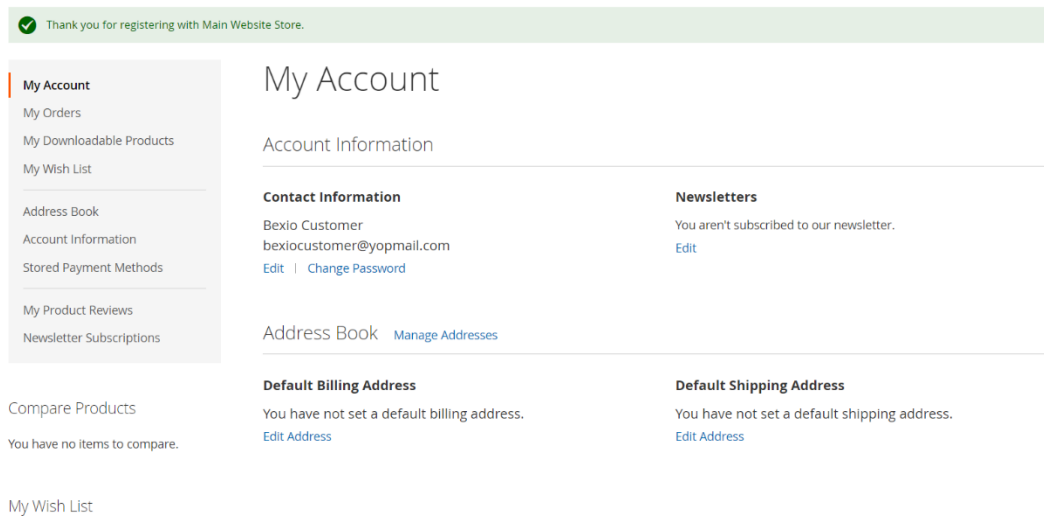 Thank you for registering with Main Website Store.
My Account
My Orders
My Downloadable Products
My Wish List
Address Book
Account Information
Stored Payment Methods
My Product Reviews
Newsletter Subscriptions
Compare Products
You have no items to compare.
My Wish List
My Account
Account Information
Contact Information
Bexio Customer
bexiocustomer@yopmail.com
Edit | Change Password
Newsletters
You aren't subscribed to our newsletter.
Edit
Address Book Manage Addresses
Default Billing Address
You have not set a default billing address.
Edit Address
Default Shipping Address
You have not set a default shipping address.
Edit Address